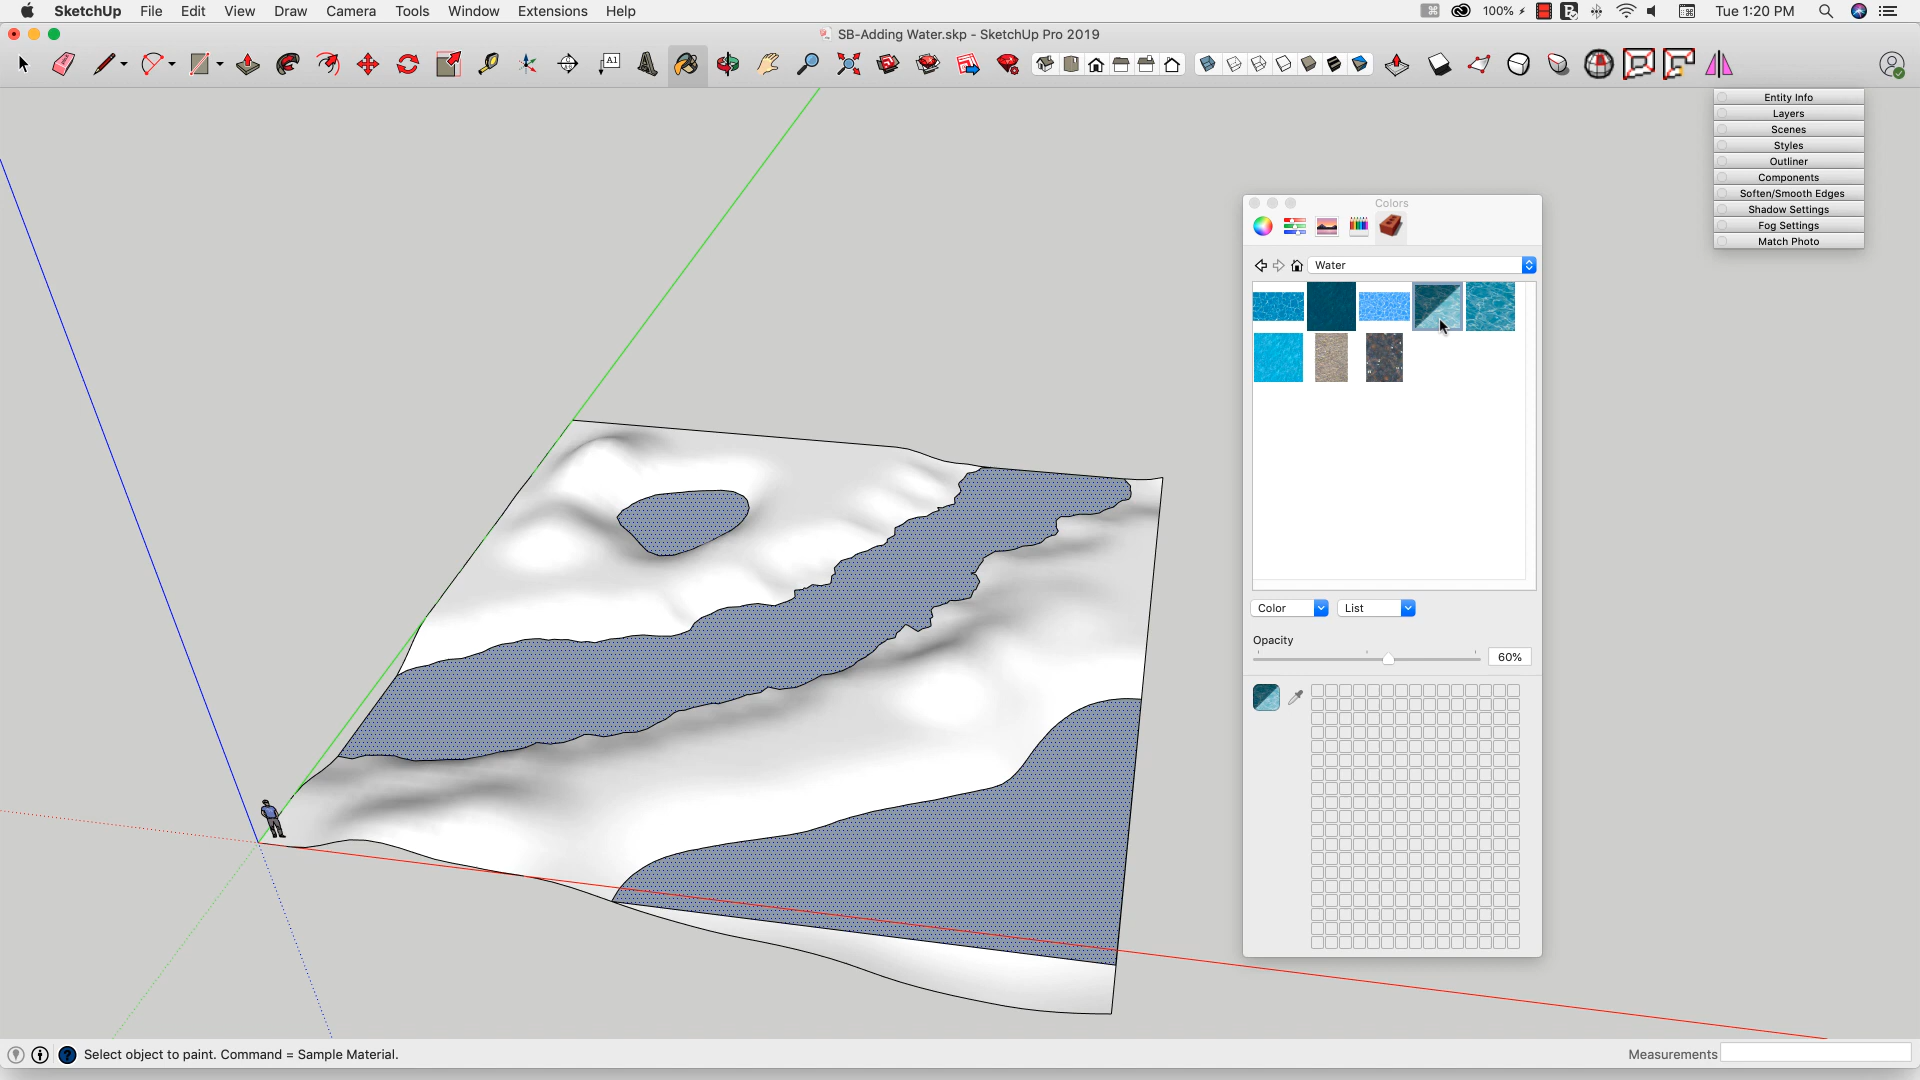 SketchUp File Edit View Draw Camera Tools Window Extensions Help 100% Tue 1:20 PM
SB-Adding Water.skp - SketchUp Pro 2019
A1
Entity Info
Layers
Scenes
Styles
Outliner
Components
Soften/Smooth Edges
Shadow Settings
Fog Settings
Match Photo
Colors
Water
Color List
Opacity
60%
Select object to paint. Command = Sample Material.
Measurements